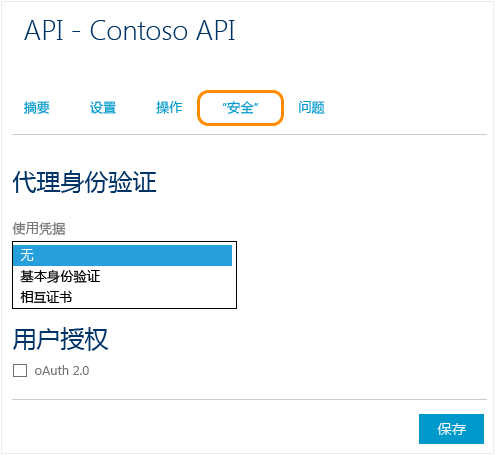 API - Contoso API
摘要 设置 操作 “安全” 问题
代理身份验证
使用凭据
无
基本身份验证
相互证书
用户授权
oAuth 2.0
保存